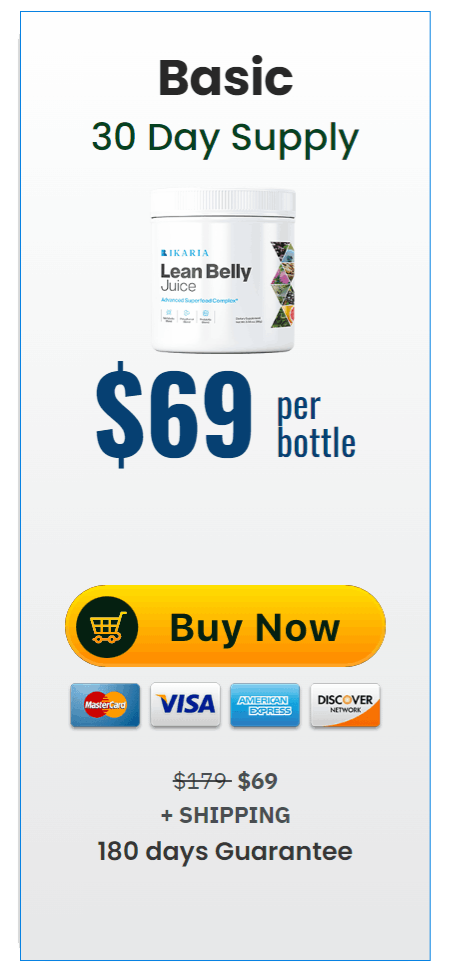 Basic
30 Day Supply
IKARIA
Lean Belly
Juice
Advanced Superfood Complex*
$69 per
bottle
Buy Now
MasterCard
VISA
AMERICAN
EXPRESS
DISCOVER
NETWORK
$179 $69
+ SHIPPING
180 days Guarantee